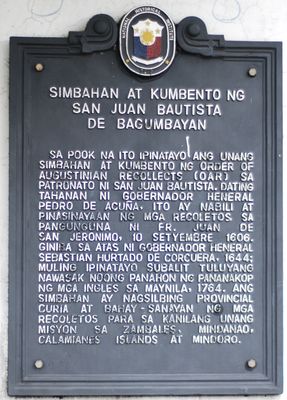 SIMBAHAN AT KUMBENTO NG
SAN JUAN BAUTISTA
DE BAGUMBAYAN
SA POOK NA ITO IPINATAYO ANG UNANG
SIMBAHAN AT KUMBENTO NG ORDER OF
AUGUSTINIAN RECOLLECTS (OAR) SA
PATRONATO NI SAN JUAN BAUTISTA. DATING
TAHANAN NI GOBERNADOR HENERAL
PEDRO DE ACUNA, ITO AY NABILI AT
PINASINAYAAN NG MGA RECOLETOS SA
PANGUNGUNA NI FR. JUAN DE
SAN JERONIMO, 10 SETYEMBRE 1606.
GINIBA SA ATAS NI GOBERNADOR HENERAL
SEBASTIAN HURTADO DE CORCUERA, 1644;
MULING IPINATAYO SUBALIT TULUYANG
NAWASAK NOONG PANAHON NG PANANAKOP
NG MGA INGLES SA MAYNILA, 1764. ANG
SIMBAHAN AY NAGSILBING PROVINCIAL
CURIA AT BAHAY-SANAYAN NG MGA
RECOLETOS PARA SA KANILANG UNANG
MISYON SA ZAMBALES, MINDANAO,
CALAMIANES ISLANDS AT MINDORO.